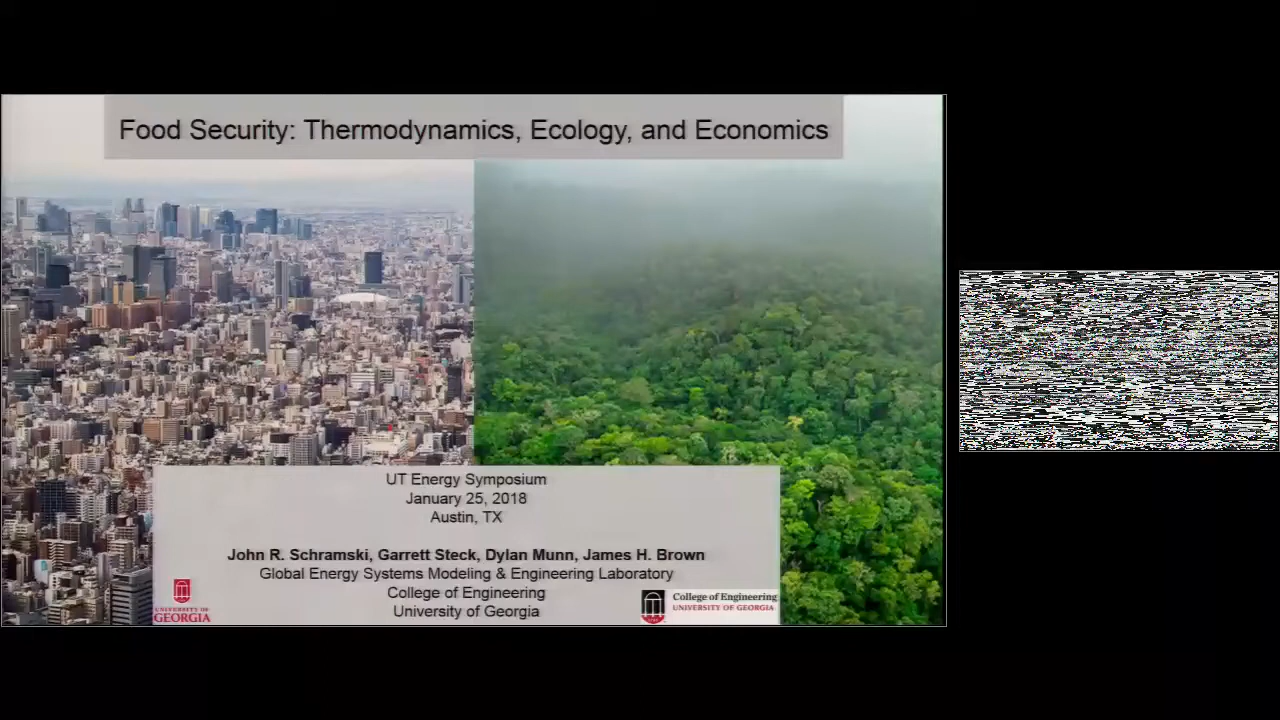 Food Security: Thermodynamics, Ecology, and Economics
UT Energy Symposium
January 25, 2018
Austin, TX
John R. Schramski, Garrett Steck, Dylan Munn, James H. Brown
Global Energy Systems Modeling & Engineering Laboratory
College of Engineering
University of Georgia
UNIVERSITY OF
GEORGIA
College of Engineering
UNIVERSITY OF GEORGIA